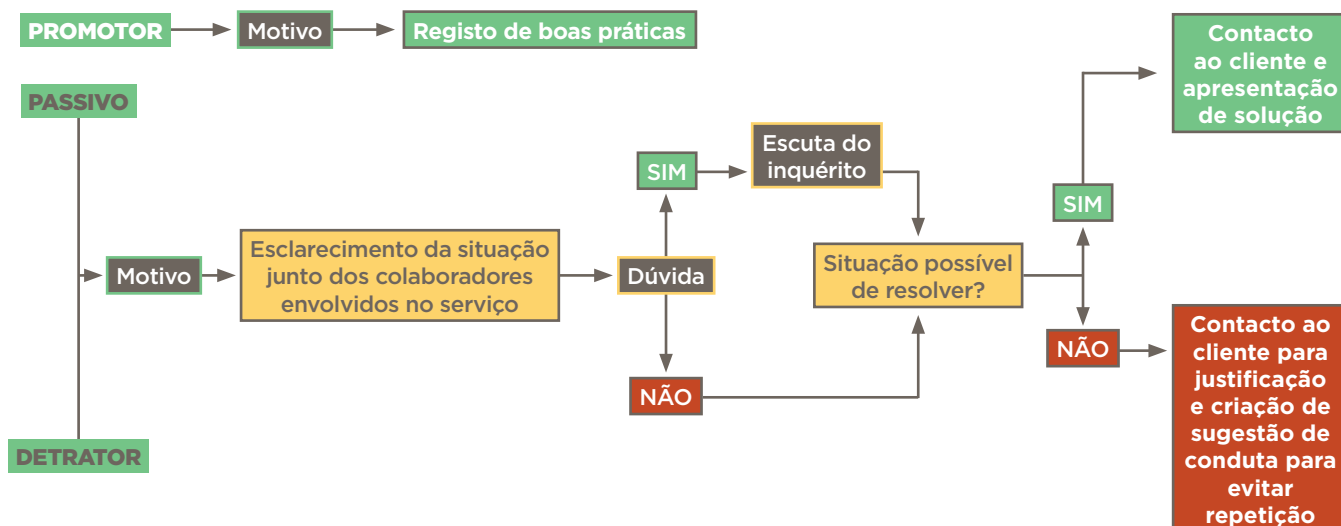 PROMOTOR
Motivo
Registo de boas práticas
Contacto
ao cliente e
apresentação
de solução
PASSIVO
SIM
Escuta do
inquérito
SIM
Motivo
Esclarecimento da situação
junto dos colaboradores
envolvidos no serviço
Dúvida
Situação possível
de resolver?
NÃO
NÃO
Contacto ao
cliente para
justificação
e criação de
sugestão de
conduta para
evitar
repetição
DETRATOR